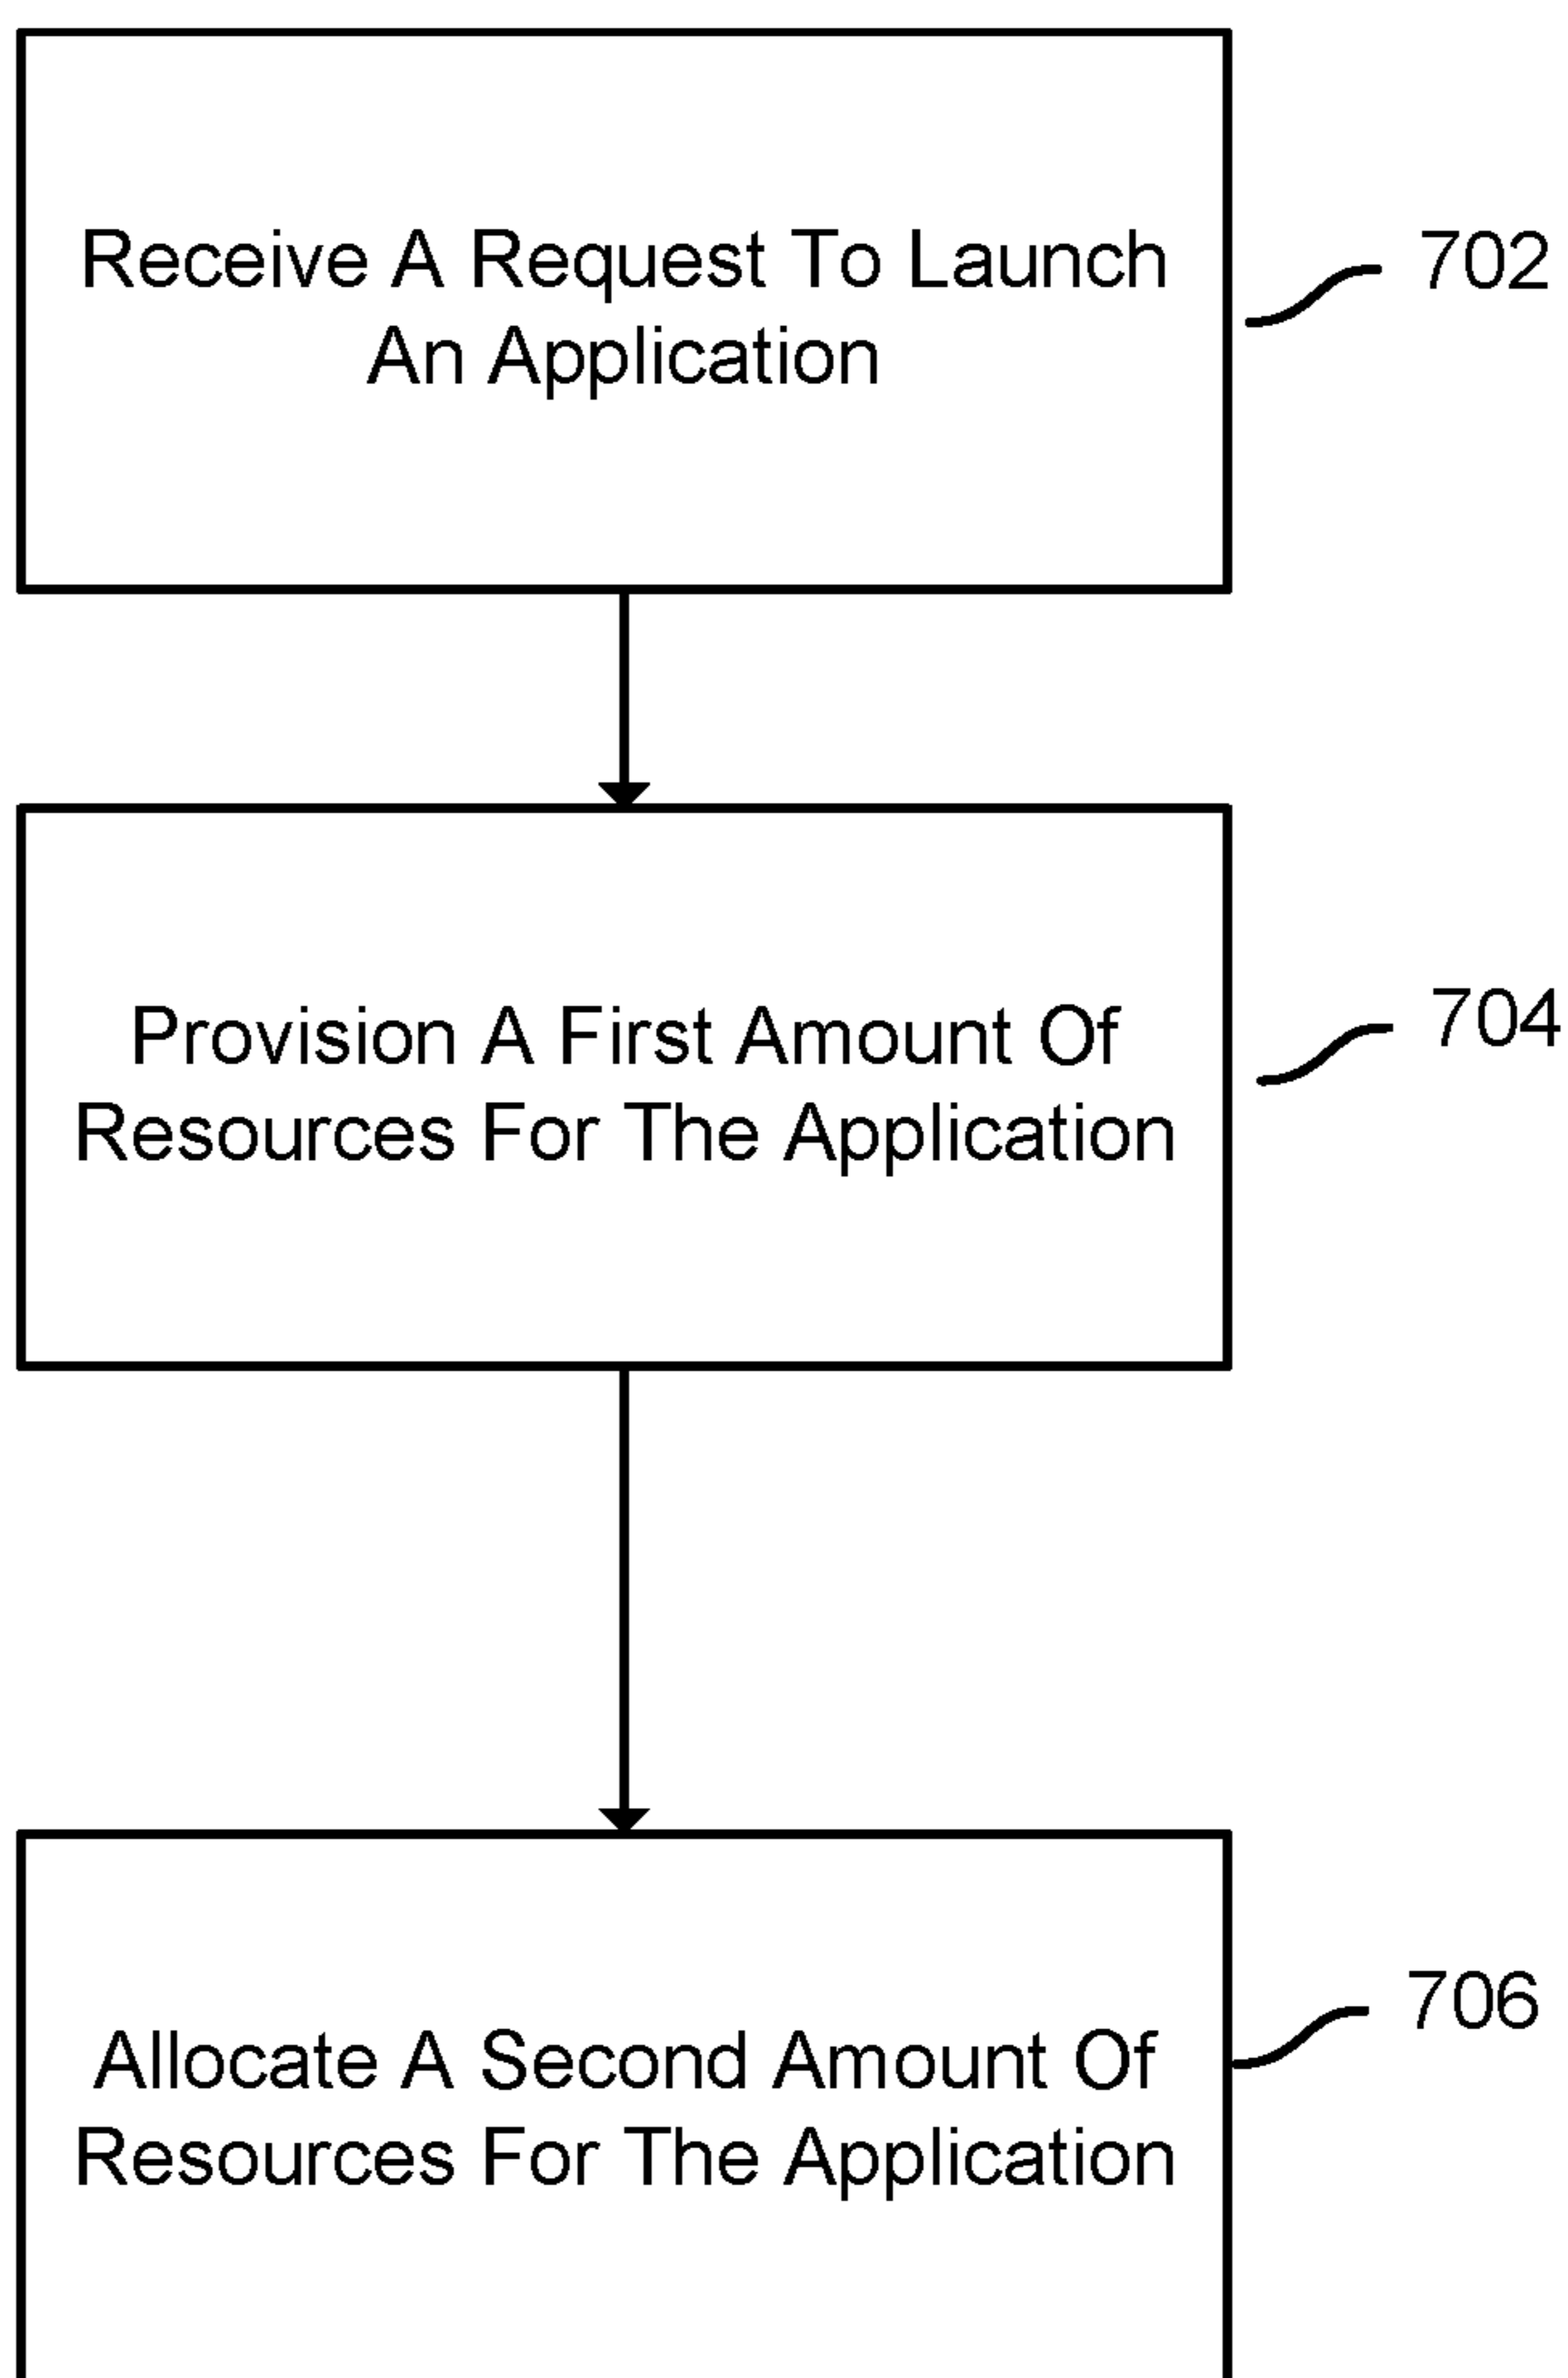 Receive A Request To Launch
An Application
702
Provision A First Amount Of
Resources For The Application
704
Allocate A Second Amount Of
Resources For The Application
706